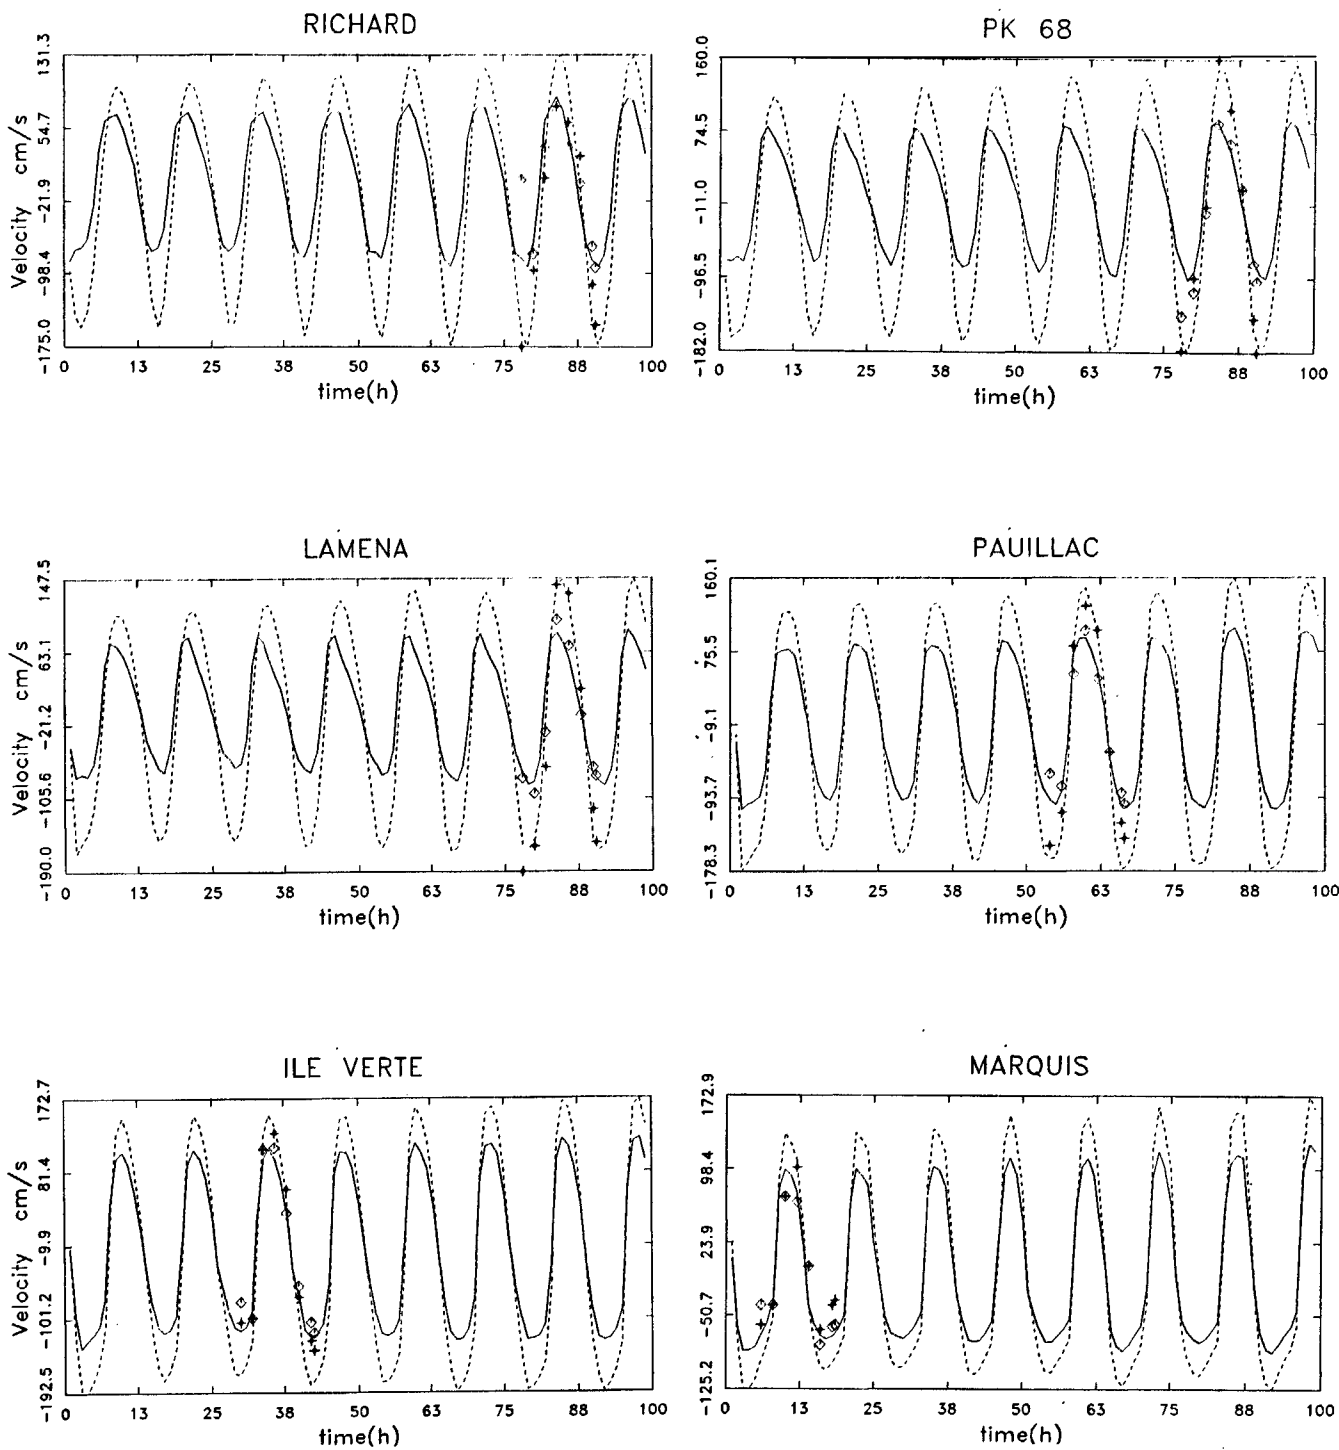 RICHARD
Velocity cm/s
131.3
54.7
-21.9
-98.4
-175.0
0 13 25 38 50 63 75 88 100
time(h)
PK 68
160.0
74.5
-11.0
-96.5
-182.0
0 13 25 38 50 63 75 88 100
time(h)
LAMENA
Velocity cm/s
147.5
63.1
-21.2
-105.6
-190.0
0 13 25 38 50 63 75 88 100
time(h)
PAUILLAC
160.1
75.5
-9.1
-93.7
-178.3
0 13 25 38 50 63 75 88 100
time(h)
ILE VERTE
Velocity cm/s
172.7
81.4
-9.9
-101.2
-192.5
0 13 25 38 50 63 75 88 100
time(h)
MARQUIS
172.9
98.4
23.9
-50.7
-125.2
0 13 25 38 50 63 75 88 100
time(h)